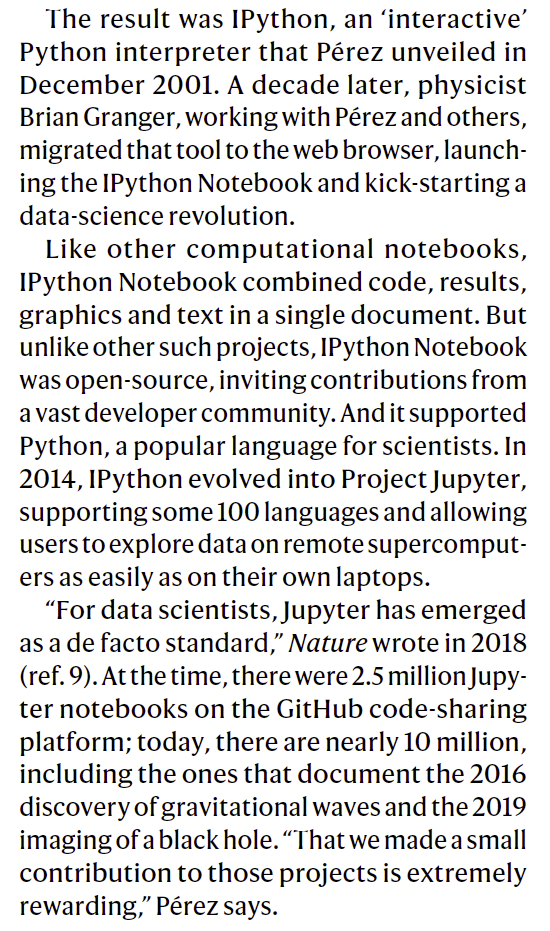 The result was IPython, an ‘interactive’
Python interpreter that Pérez unveiled in
December 2001. A decade later, physicist
Brian Granger, working with Pérez and others,
migrated that tool to the web browser, launch-
ing the IPython Notebook and kick-starting a
data-science revolution.
Like other computational notebooks,
IPython Notebook combined code, results,
graphics and text in a single document. But
unlike other such projects, IPython Notebook
was open-source, inviting contributions from
a vast developer community. And it supported
Python, a popular language for scientists. In
2014, IPython evolved into Project Jupyter,
supporting some 100 languages and allowing
users to explore data on remote supercomput-
ers as easily as on their own laptops.
“For data scientists, Jupyter has emerged
as a de facto standard,” Nature wrote in 2018
(ref. 9). At the time, there were 2.5 million Jupy-
ter notebooks on the GitHub code-sharing
platform; today, there are nearly 10 million,
including the ones that document the 2016
discovery of gravitational waves and the 2019
imaging of a black hole. “That we made a small
contribution to those projects is extremely
rewarding,” Pérez says.